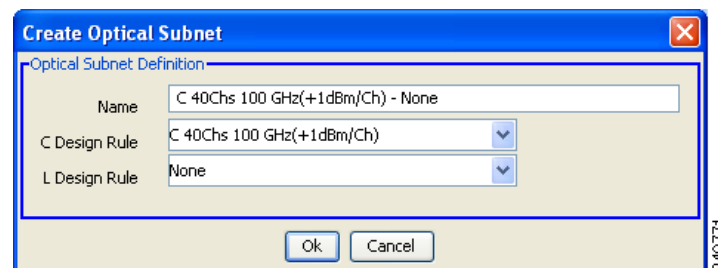 Create Optical Subnet
Optical Subnet Definition
Name
C 40Chs 100 GHz(+1dBm/Ch) - None
C Design Rule
C 40Chs 100 GHz(+1dBm/Ch)
L Design Rule
None
Ok
Cancel